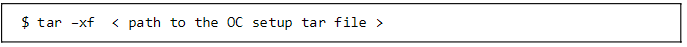 $ tar –xf < path to the OC setup tar file >